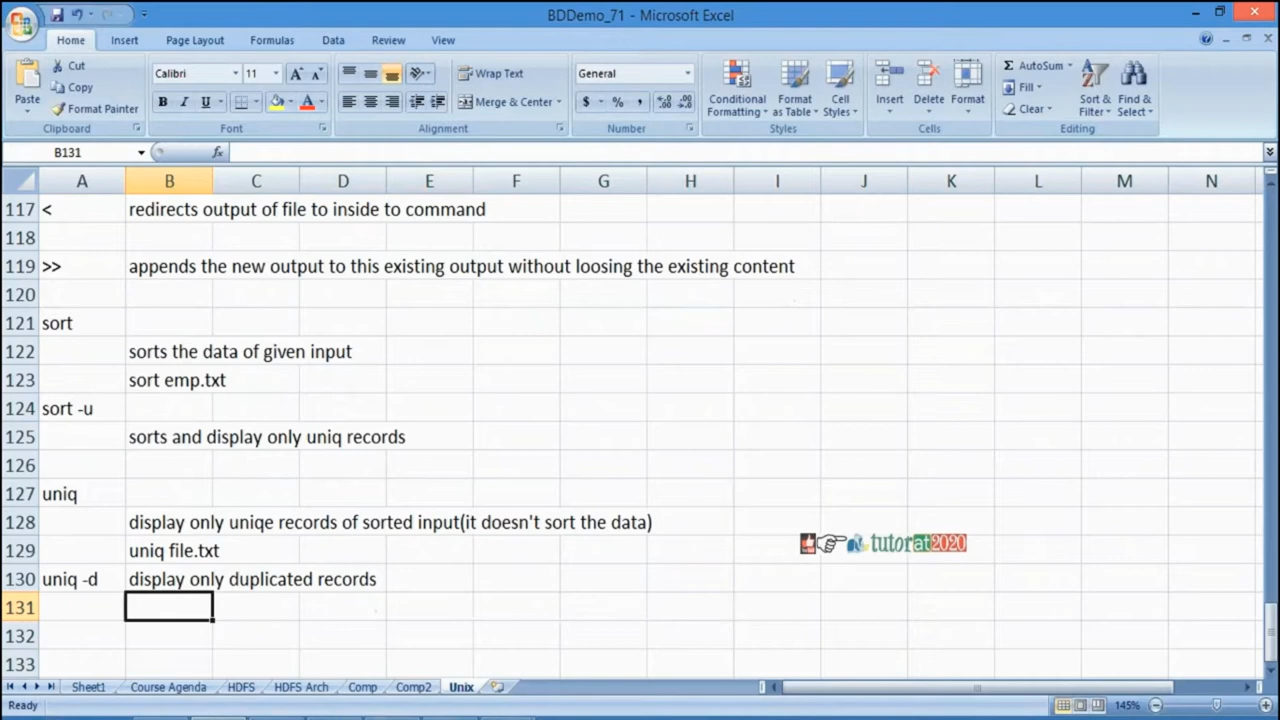 BDDemo_71 - Microsoft Excel
Home Insert Page Layout Formulas Data Review View
Cut
Copy
Format Painter
Paste
Clipboard
Calibri 11
B I U A
Font
Wrap Text
Merge & Center
Alignment
General
$ % ,
Number
Conditional Formatting
Format as Table
Cell Styles
Styles
Insert Delete Format
Cells
AutoSum
Fill
Clear
Sort & Filter
Find & Select
Editing
B131 fx
A B C D E F G H I J K L M N
117 < redirects output of file to inside to command
118
119 >> appends the new output to this existing output without loosing the existing content
120
121 sort
122 sorts the data of given input
123 sort emp.txt
124 sort -u
125 sorts and display only uniq records
126
127 uniq
128 display only uniqe records of sorted input(it doesn't sort the data)
129 uniq file.txt
130 uniq -d display only duplicated records
131
132
133
tutorat2020
Sheet1 Course Agenda HDFS HDFS Arch Comp Comp2 Unix
Ready 145%